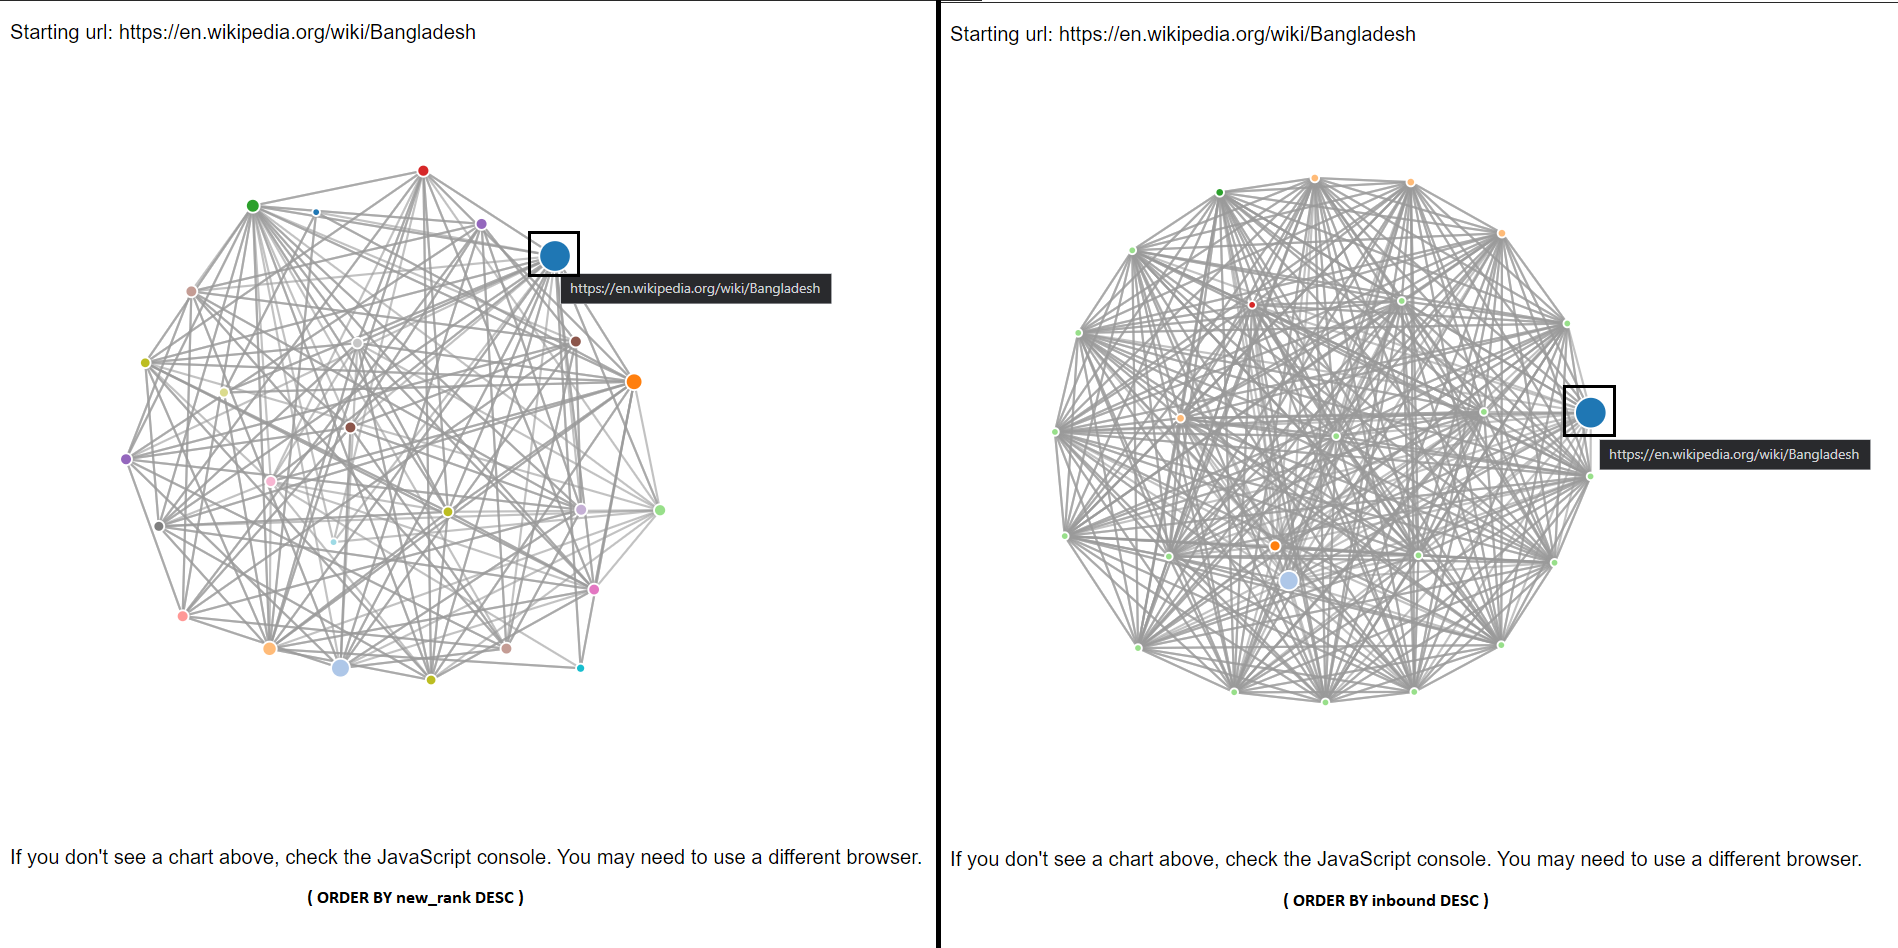 Starting url: https://en.wikipedia.org/wiki/Bangladesh
https://en.wikipedia.org/wiki/Bangladesh
If you don't see a chart above, check the JavaScript console. You may need to use a different browser.
( ORDER BY new_rank DESC )
Starting url: https://en.wikipedia.org/wiki/Bangladesh
https://en.wikipedia.org/wiki/Bangladesh
If you don't see a chart above, check the JavaScript console. You may need to use a different browser.
( ORDER BY inbound DESC )